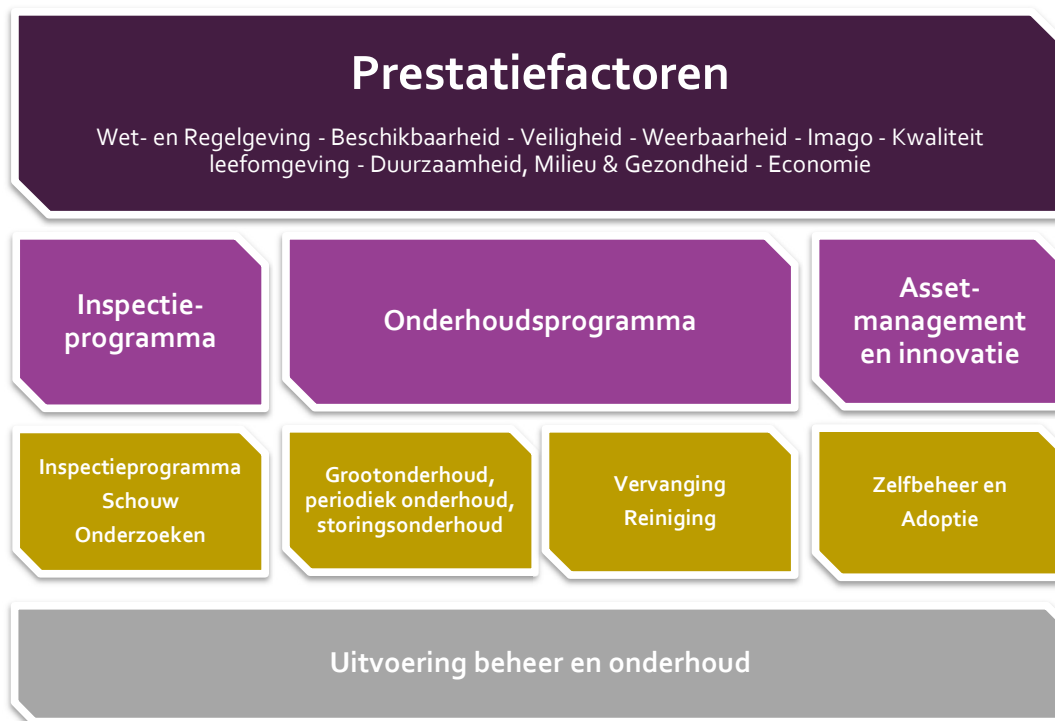 Prestatiefactoren
Wet- en Regelgeving - Beschikbaarheid - Veiligheid - Weerbaarheid - Imago - Kwaliteit
leefomgeving - Duurzaamheid, Milieu & Gezondheid - Economie
Inspectie-
programma
Onderhoudsprogramma
Asset-
management
en innovatie
Inspectieprogramma
Schouw
Onderzoeken
Grootonderhoud,
periodiek onderhoud,
storingsonderhoud
Vervanging
Reiniging
Zelfbeheer en
Adoptie
Uitvoering beheer en onderhoud